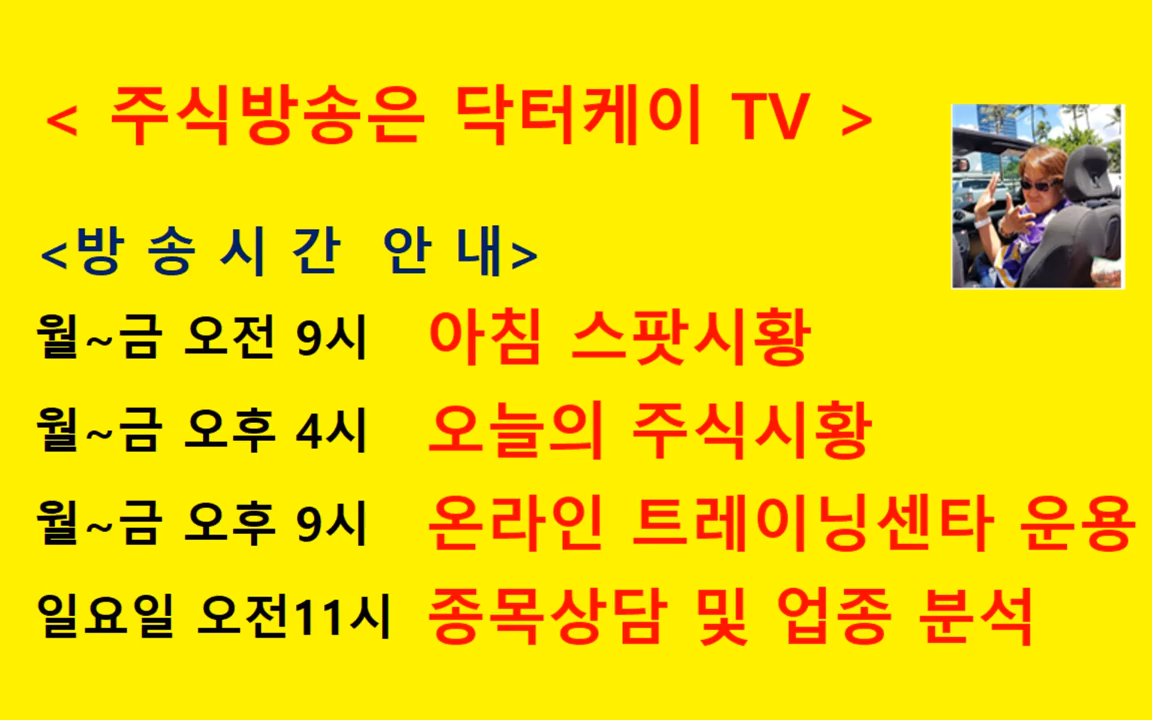 < 주식방송은 닥터케이 TV >
<방 송 시 간 안 내>
월~금 오전 9시 아침 스팟시황
월~금 오후 4시 오늘의 주식시황
월~금 오후 9시 온라인 트레이닝센타 운용
일요일 오전11시 종목상담 및 업종 분석